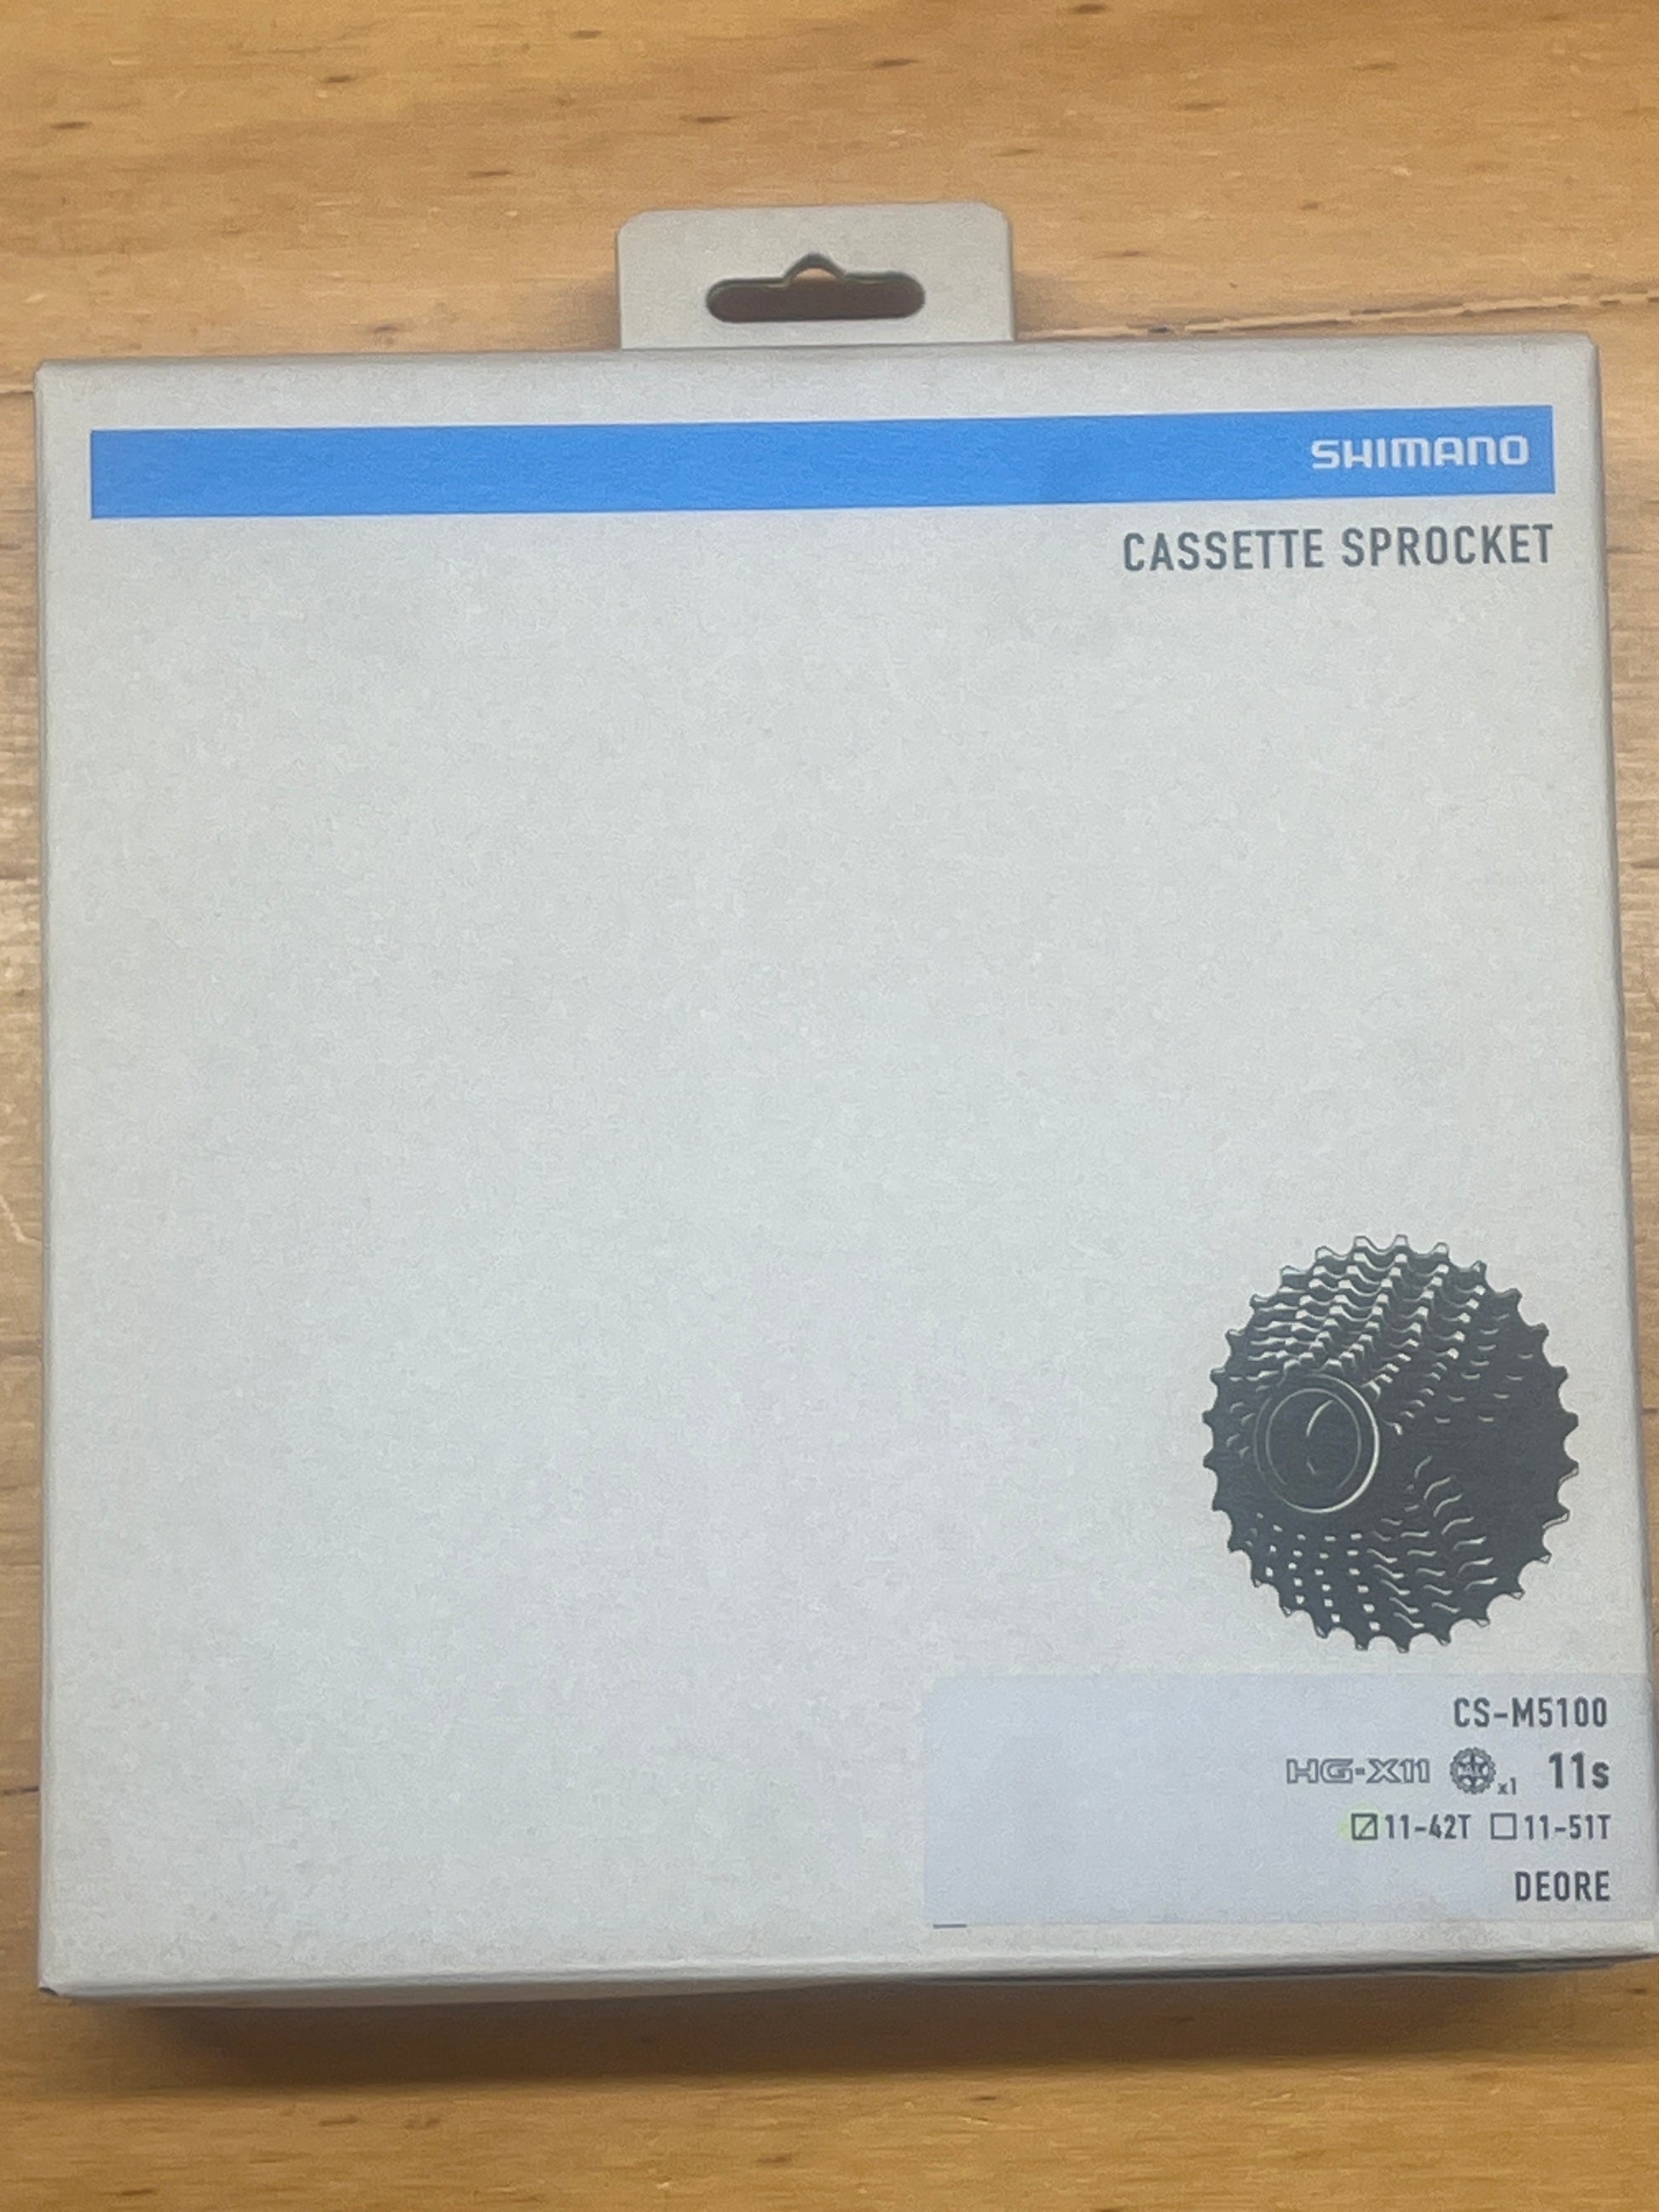 SHIMANO
CASSETTE SPROCKET
CS-M5100
HG-X11 x1 11s
☑11-42T ☐11-51T
DEORE